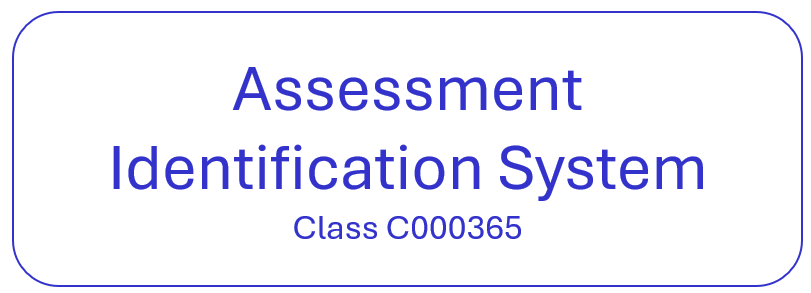 Assessment
Identification System
Class C000365